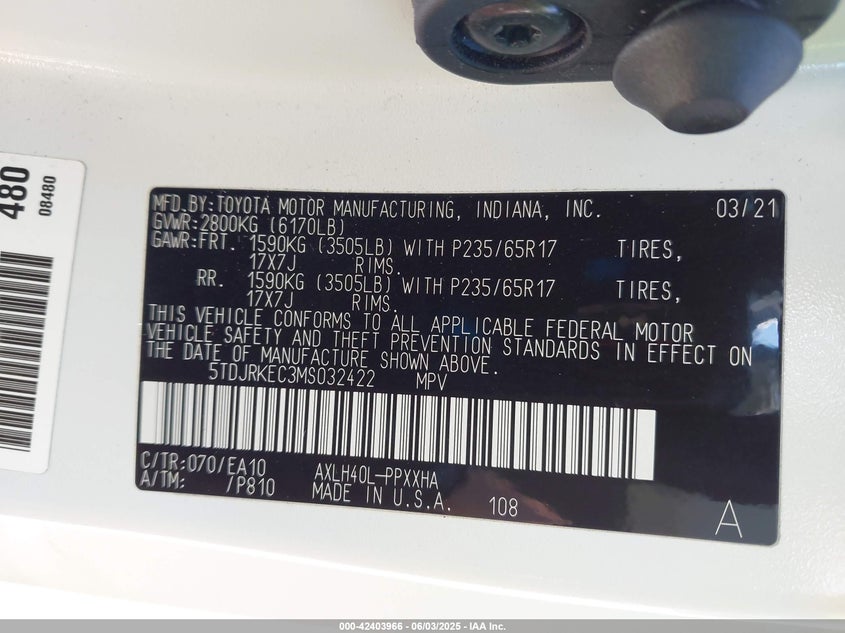 480
08480
MFD.BY:TOYOTA MOTOR MANUFACTURING, INDIANA, INC. 03/21
GVWR:2800KG (6170LB)
GAWR:FRT. 1590KG (3505LB) WITH P235/65R17 TIRES,
17X7J RIMS.
RR. 1590KG (3505LB) WITH P235/65R17 TIRES,
17X7J RIMS.
THIS VEHICLE CONFORMS TO ALL APPLICABLE FEDERAL MOTOR
VEHICLE SAFETY AND THEFT PREVENTION STANDARDS IN EFFECT ON
THE DATE OF MANUFACTURE SHOWN ABOVE.
5TDJRKEC3MS032422 MPV
C/TR:070/EA10 AXLH40L-PPXXHA
A/TM: /P810 MADE IN U.S.A. 108
A
000-42403966 - 06/03/2025 - IAA Inc.